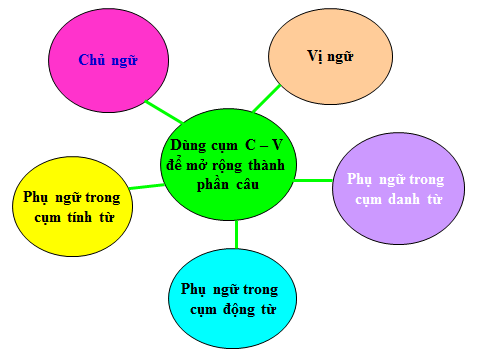 Chủ ngữ
Vị ngữ
Dùng cụm C – V
để mở rộng thành
phần câu
Phụ ngữ trong
cụm danh từ
Phụ ngữ trong
cụm tính từ
Phụ ngữ trong
cụm động từ